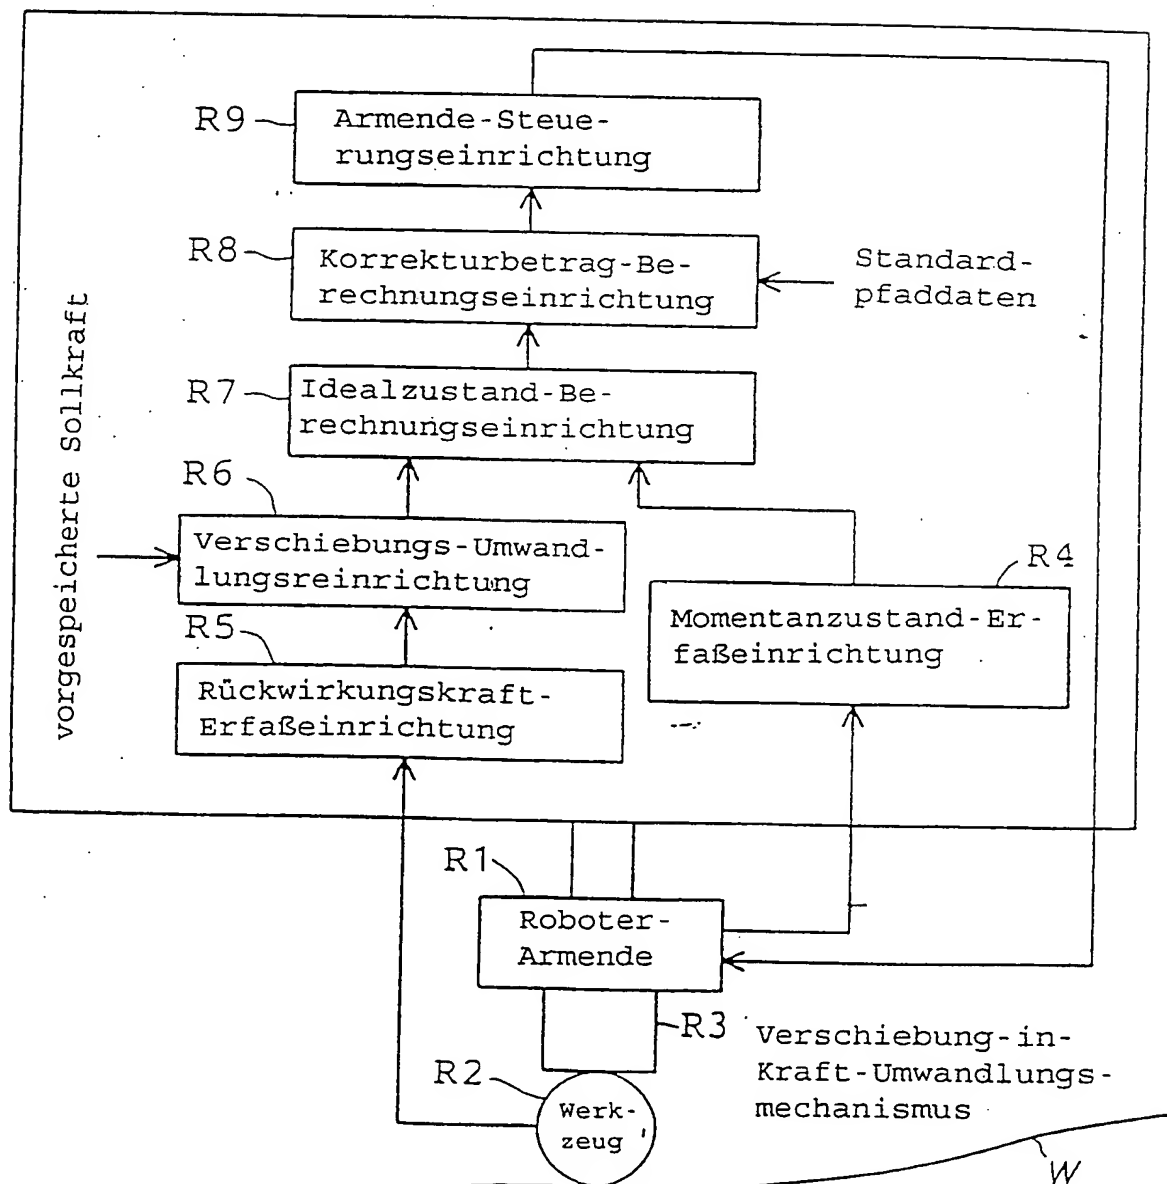 R9
Armende-Steue-
rungseinrichtung
R8
Korrekturbetrag-Be-
rechnungseinrichtung
Standard-
pfaddaten
R7
Idealzustand-Be-
rechnungseinrichtung
vorgespeicherte Sollkraft
R6
Verschiebungs-Umwand-
lungsreinrichtung
R4
Momentanzustand-Er-
faßeinrichtung
R5
Rückwirkungskraft-
Erfaßeinrichtung
R1
Roboter-
Armende
R3
Verschiebung-in-
Kraft-Umwandlungs-
mechanismus
R2
Werk-
zeug
W